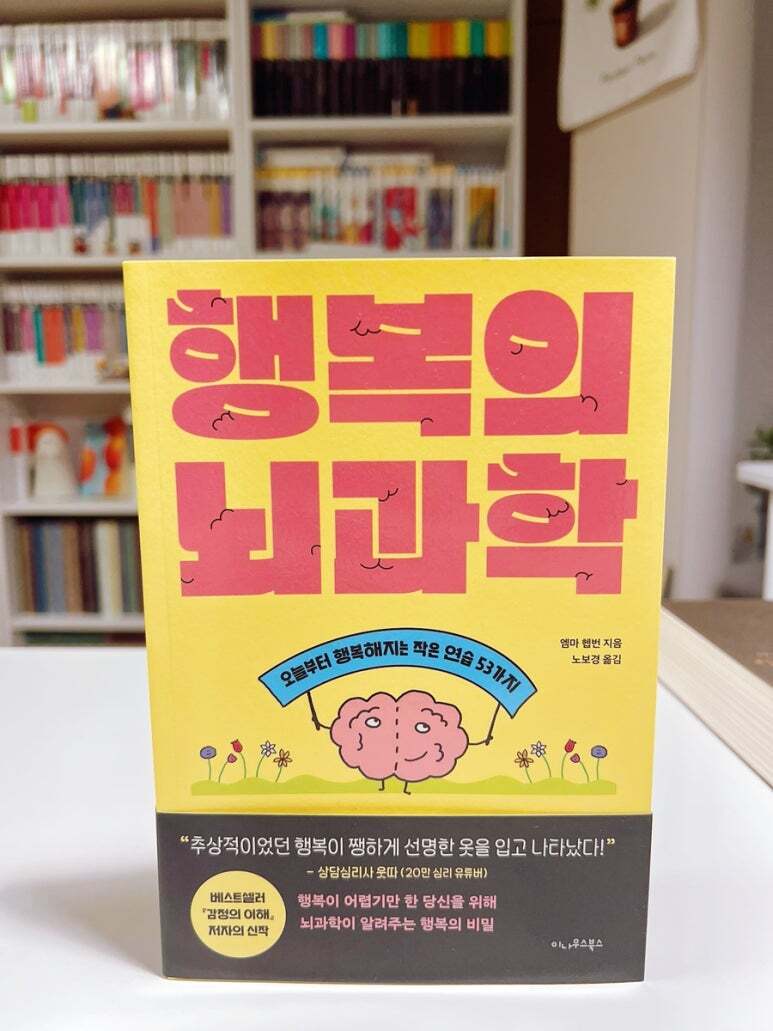 행복의
뇌과학
엠마 헵번 지음
노보경 옮김
오늘부터 행복해지는 작은 연습 53가지
“추상적이었던 행복이 쨍하게 선명한 옷을 입고 나타났다!”
- 상담심리사 웃따 (20만 심리 유튜버)
베스트셀러
『감정의 이해』
저자의 신작
행복이 어렵기만 한 당신을 위해
뇌과학이 알려주는 행복의 비밀
이나우스북스